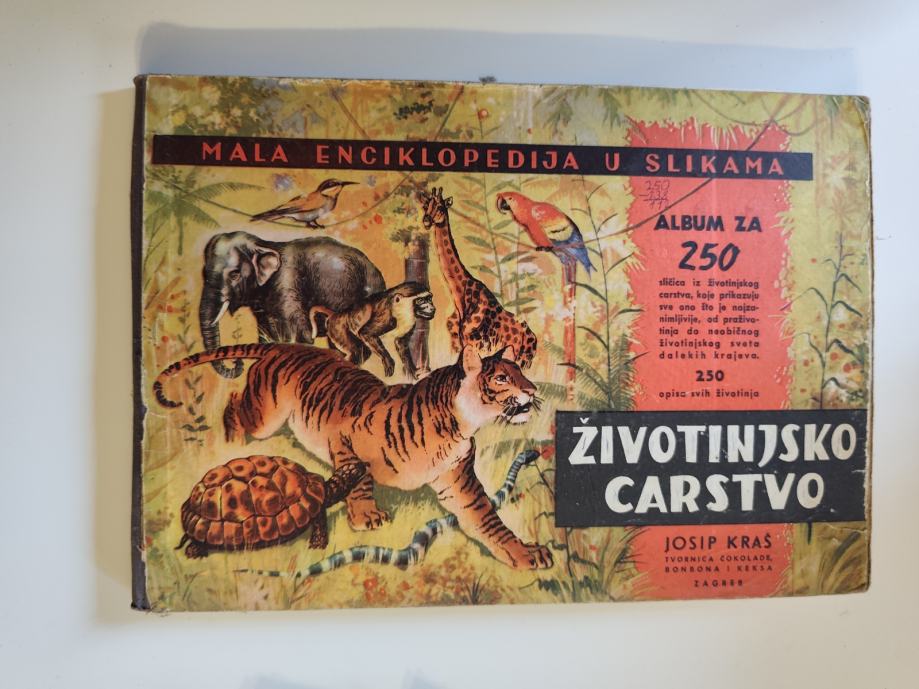 MALA ENCIKLOPEDIJA U SLIKAMA
250
ALBUM ZA
250
sličica iz životinjskog
carstva, koje prikazuju
sve ono što je najza-
nimljivije, od praživo-
tinja do neobičnog
životinjskog sveta
dalekih krajeva.
250
opisa svih životinja
ŽIVOTINJSKO
CARSTVO
JOSIP KRAŠ
TVORNICA ČOKOLADE,
BONBONA I KEKSA
ZAGREB